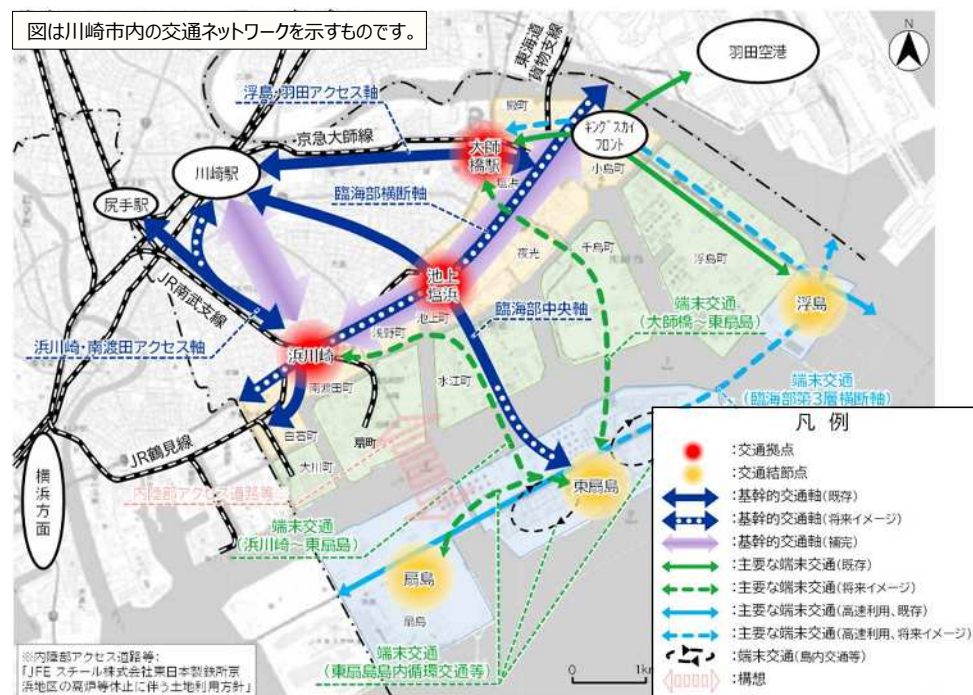 図は川崎市内の交通ネットワークを示すものです。
N
羽田空港
東海道
貨物支線
浮島・羽田アクセス軸
殿町
京急大師線
大師
橋駅
キングスカイ
フロント
川崎駅
小島町
塩浜
尻手駅
臨海部横断軸
夜光
千鳥町
浮島町
池上
塩浜
浮島
JR南武支線
池上町
浅野町
臨海部中央軸
端末交通
(大師橋～東扇島)
浜川崎
浜川崎・南渡田アクセス軸
水江町
南渡田町
端末交通
(臨海部第3層横断軸)
扇町
白石町
JR鶴見線
大川町
横浜方面
内陸部アクセス道路等
東扇島
端末交通
(浜川崎～東扇島)
扇島
扇島
端末交通
(東扇島島内循環交通等)
0 1km
凡例
:交通拠点
:交通結節点
:基幹的交通軸(既存)
:基幹的交通軸(将来イメージ)
:基幹的交通軸(補完)
:主要な端末交通(既存)
:主要な端末交通(将来イメージ)
:主要な端末交通(高速利用、既存)
:主要な端末交通(高速利用、将来イメージ)
:端末交通(島内交通等)
:構想
※内陸部アクセス道路等:
「JFE スチール株式会社東日本製鉄所京
浜地区の高炉等休止に伴う土地利用方針」